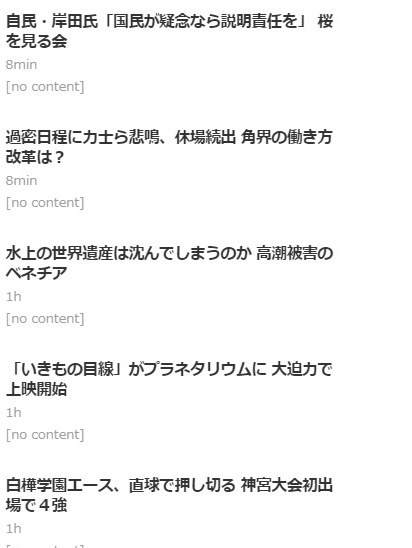 自民・岸田氏「国民が疑念なら説明責任を」 桜
を見る会
8min
[no content]
過密日程に力士ら悲鳴、休場続出 角界の働き方
改革は？
8min
[no content]
水上の世界遺産は沈んでしまうのか 高潮被害の
ベネチア
1h
[no content]
「いきもの目線」がプラネタリウムに 大迫力で
上映開始
1h
[no content]
白樺学園エース、直球で押し切る 神宮大会初出
場で４強
1h
[no content]